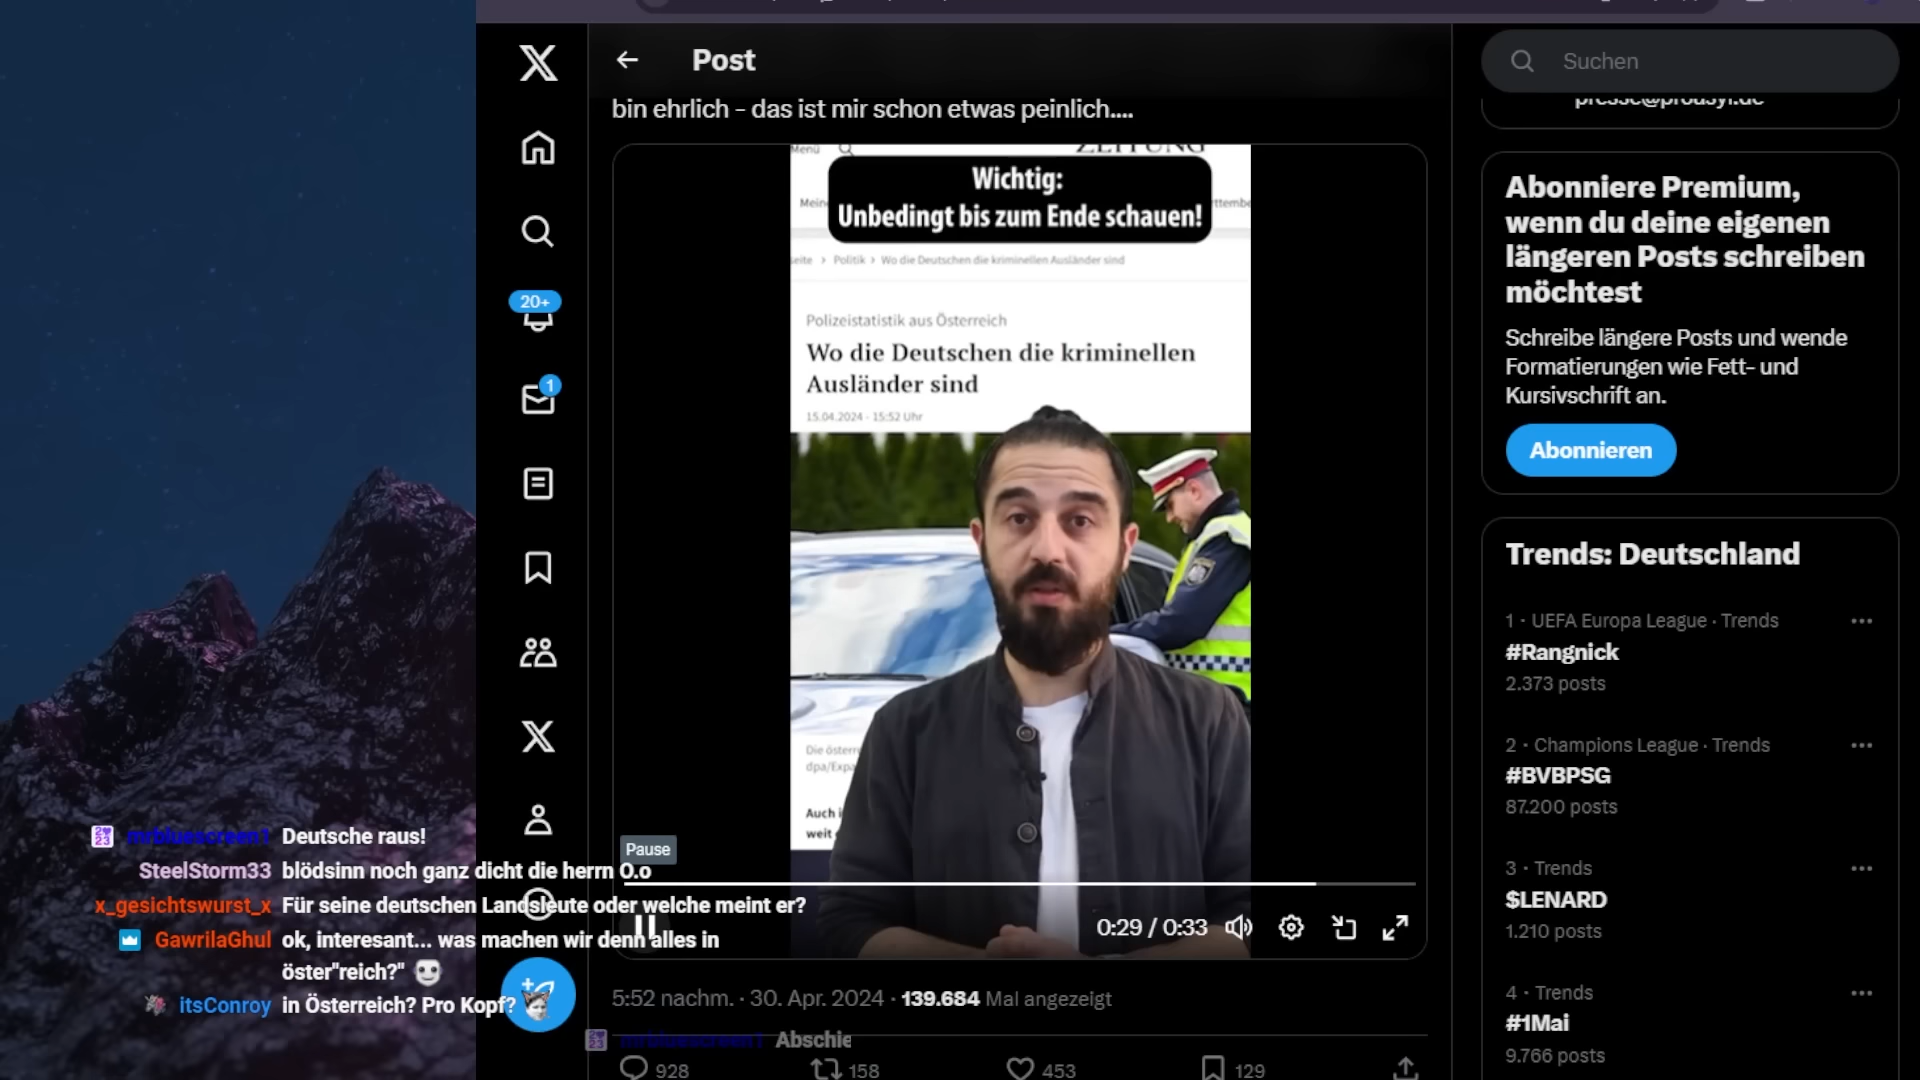 Post
bin ehrlich - das ist mir schon etwas peinlich....
Menü
ZEITUNG
Wichtig:
Unbedingt bis zum Ende schauen!
Politik > Wo die Deutschen die kriminellen Ausländer sind
Polizeistatistik aus Österreich
Wo die Deutschen die kriminellen
Ausländer sind
15.04.2024 - 15:52 Uhr
Auch
weit
Pause
0:29 / 0:33
5:52 nachm. · 30. Apr. 2024 · 139.684 Mal angezeigt
928
158
453
129
20+
1
mrbluescreen1 Deutsche raus!
SteelStorm33 blödsinn noch ganz dicht die herrn O.o
x_gesichtswurst_x Für seine deutschen Landsleute oder welche meint er?
GawrilaGhul ok, interesant... was machen wir denn alles in
öster"reich?"
itsConroy in Österreich? Pro Kopf?
mrbluescreen1 Abschie
Suchen
presse@proasyl.de
Abonniere Premium,
wenn du deine eigenen
längeren Posts schreiben
möchtest
Schreibe längere Posts und wende
Formatierungen wie Fett- und
Kursivschrift an.
Abonnieren
Trends: Deutschland
1 · UEFA Europa League · Trends
#Rangnick
2.373 posts
2 · Champions League · Trends
#BVBPSG
87.200 posts
3 · Trends
$LENARD
1.210 posts
4 · Trends
#1Mai
9.766 posts